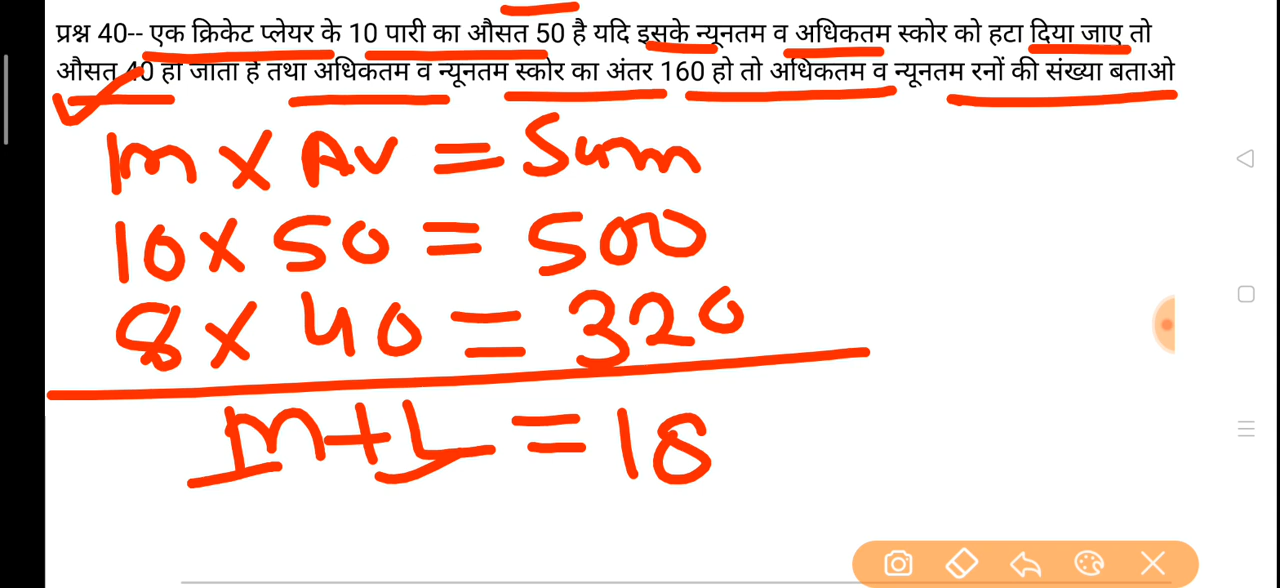 प्रश्न 40-- एक क्रिकेट प्लेयर के 10 पारी का औसत 50 है यदि इसके न्यूनतम व अधिकतम स्कोर को हटा दिया जाए तो
औसत 40 हो जाता है तथा अधिकतम व न्यूनतम स्कोर का अंतर 160 हो तो अधिकतम व न्यूनतम रनों की संख्या बताओ
m × AV = Sum
10 × 50 = 500
8 × 40 = 320
M+L = 18